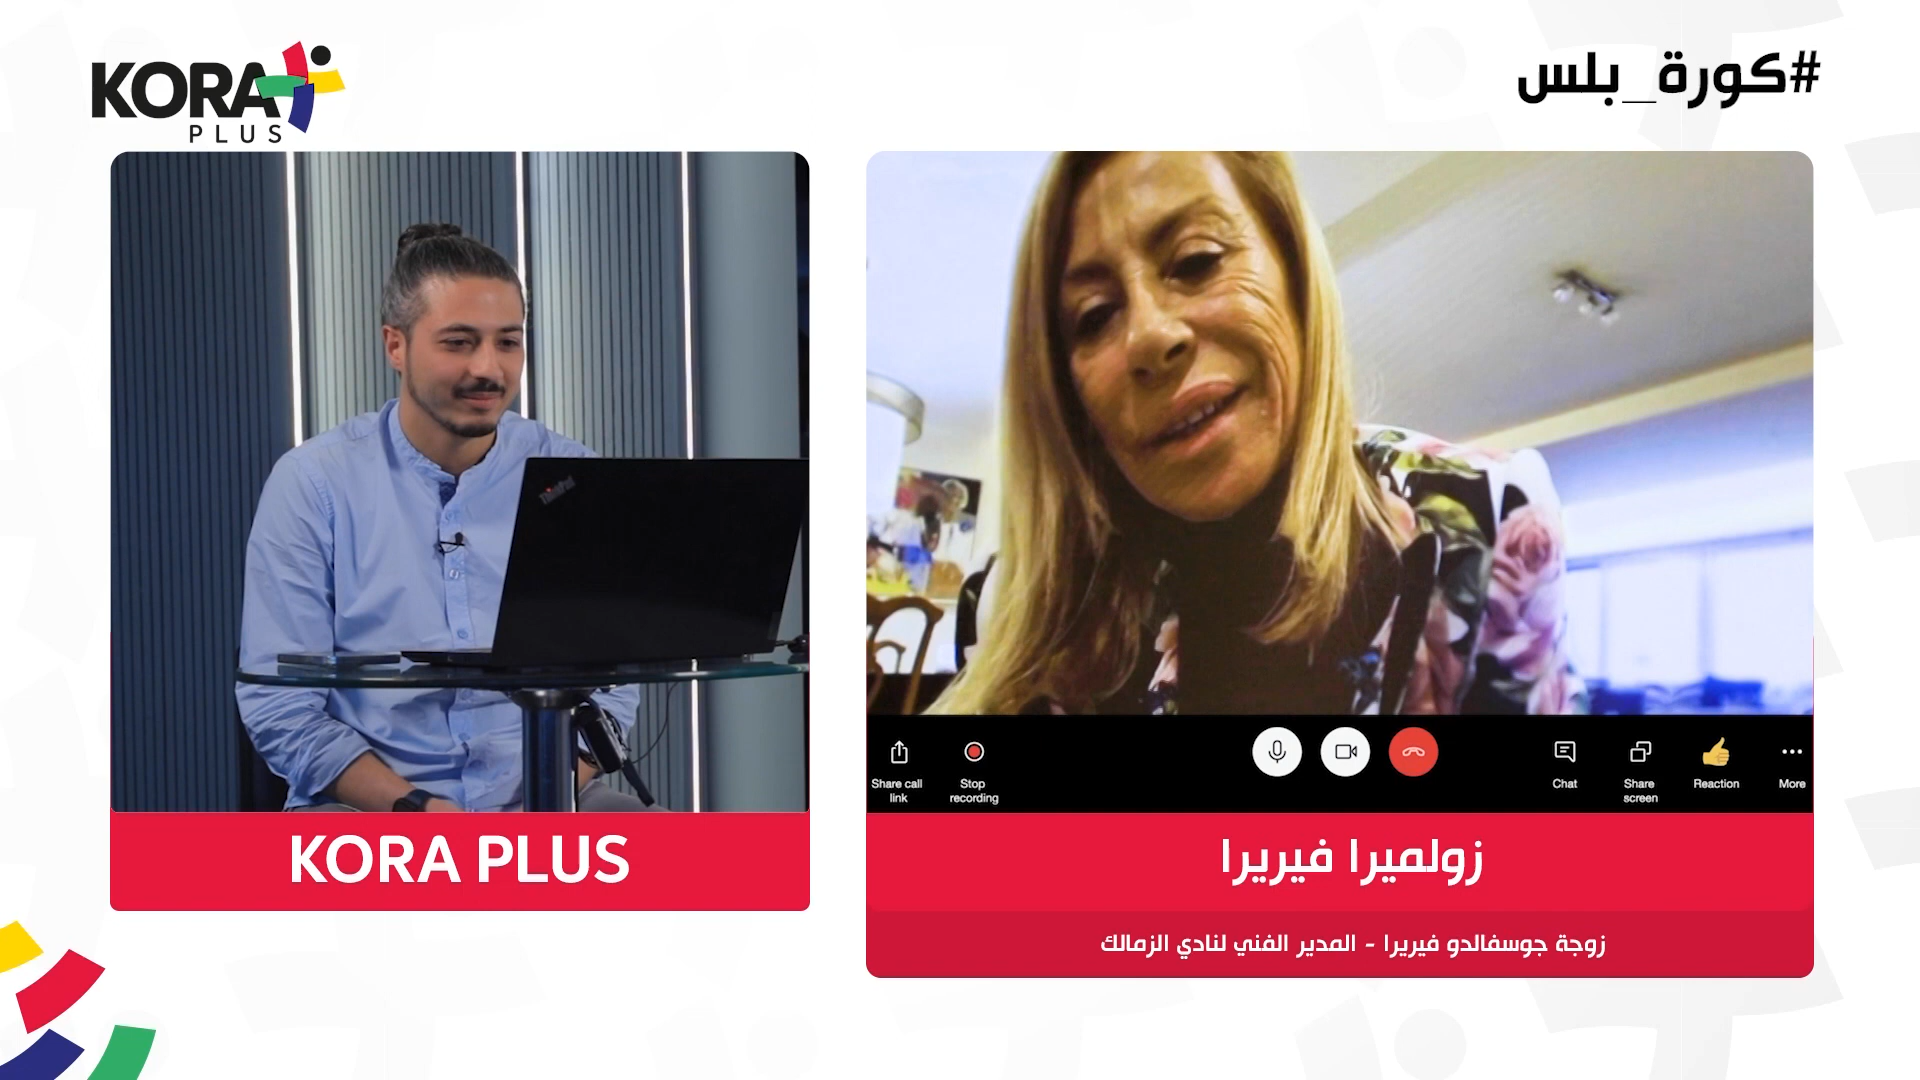 KORA
PLUS
#كورة_بلس
ThinkPad
Share call
link
Stop
recording
Chat
Share
screen
Reaction
More
KORA PLUS
زولميرا فيريرا
زوجة جوسفالدو فيريرا - المدير الفني لنادي الزمالك